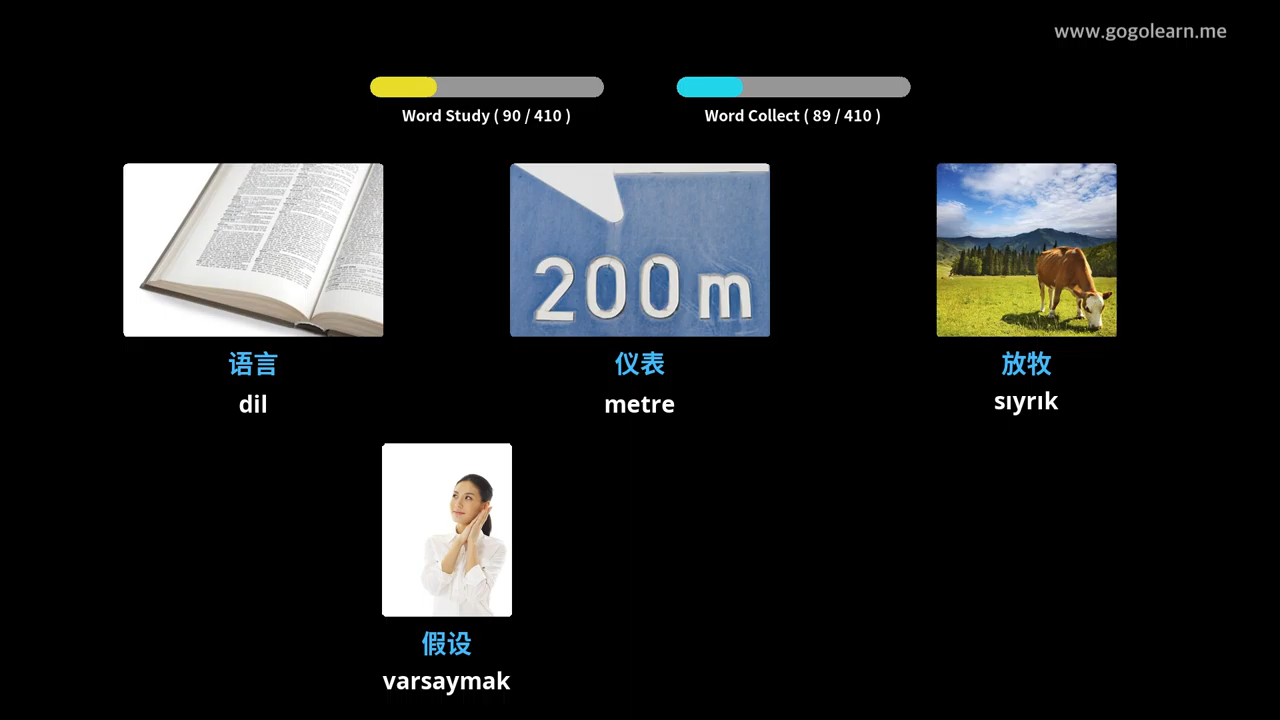 www.gogolearn.me
Word Study ( 90 / 410 )
Word Collect ( 89 / 410 )
200 m
语言
dil
仪表
metre
放牧
sıyrık
假设
varsaymak